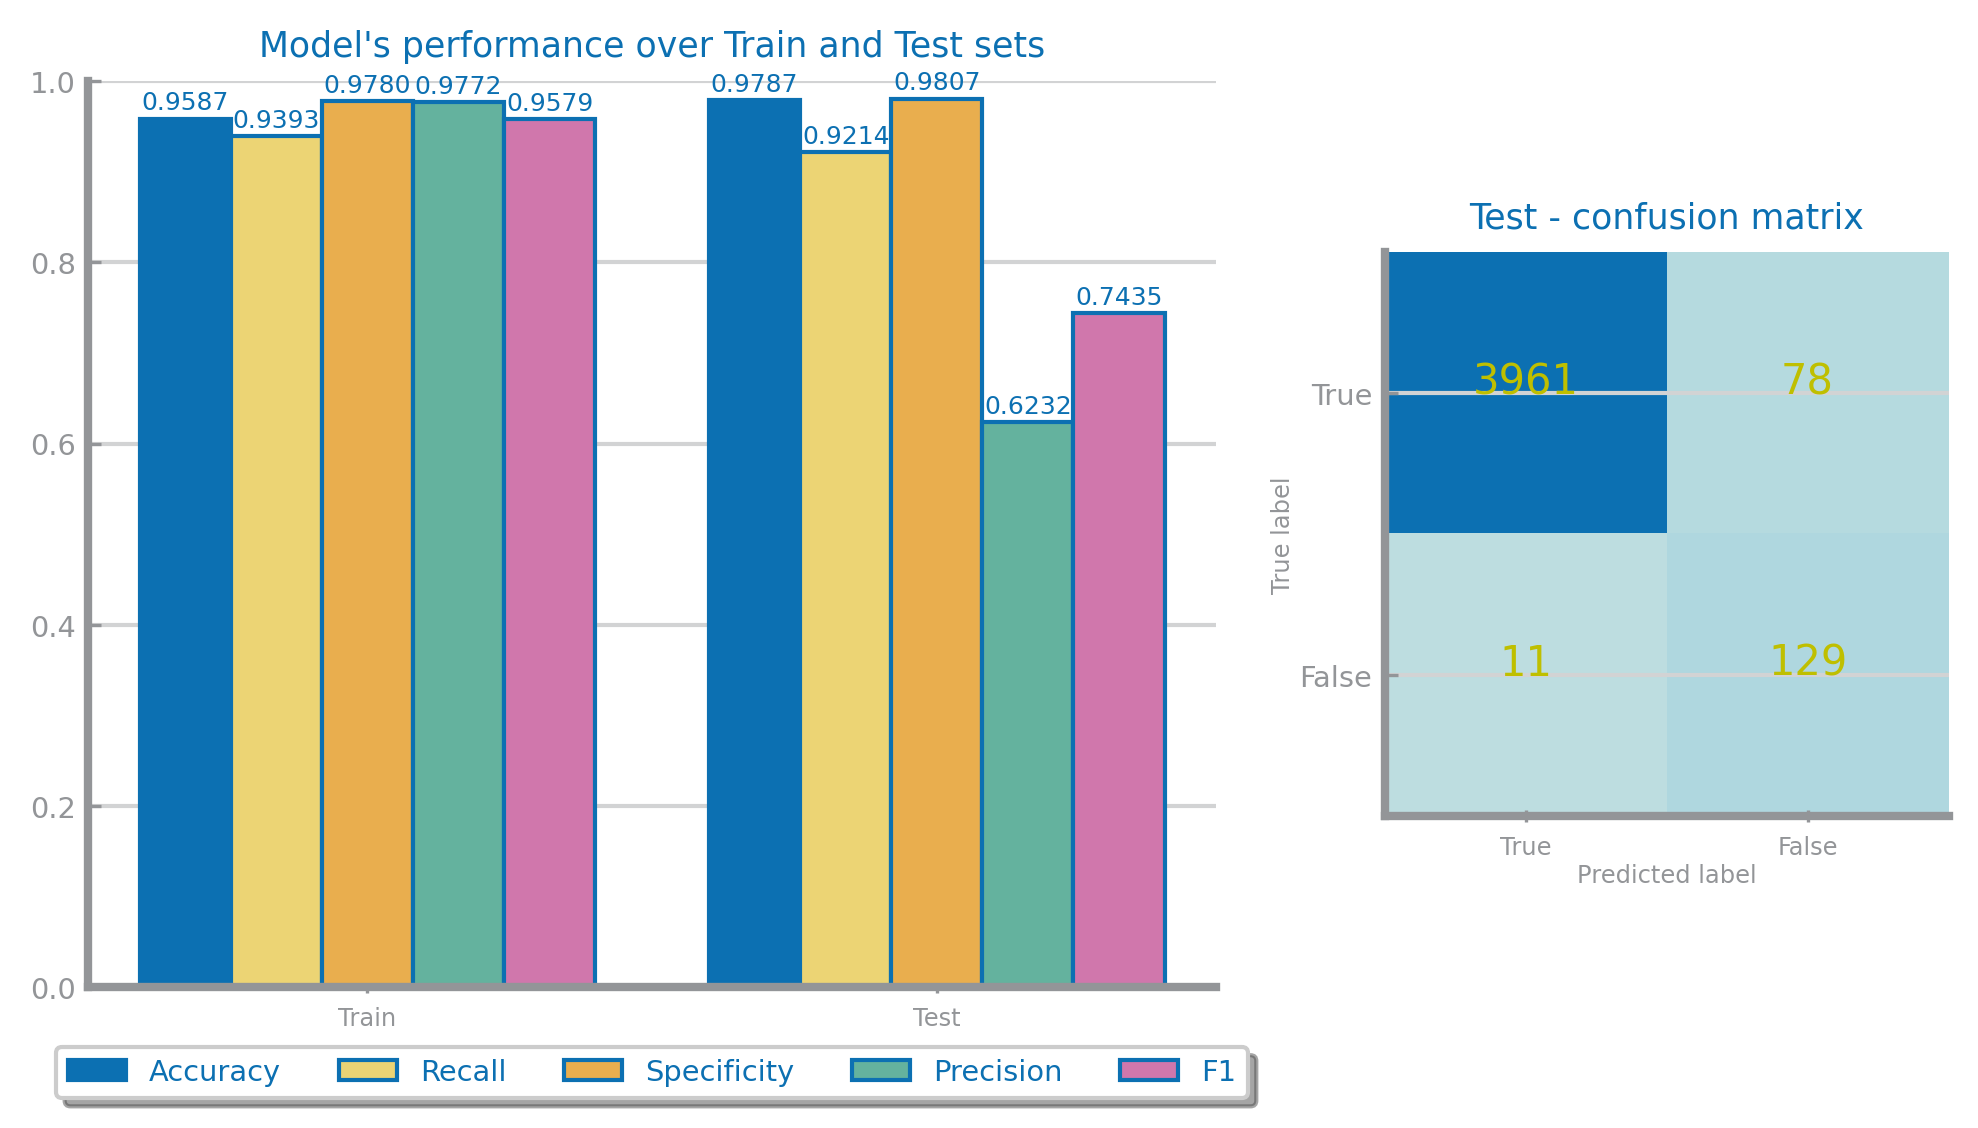 Model's performance over Train and Test sets
1.0
0.8
0.6
0.4
0.2
0.0
0.9587
0.9393
0.9780
0.9772
0.9579
0.9787
0.9214
0.9807
0.6232
0.7435
Train
Test
Accuracy
Recall
Specificity
Precision
F1
Test - confusion matrix
True label
True
3961
78
False
11
129
True
False
Predicted label